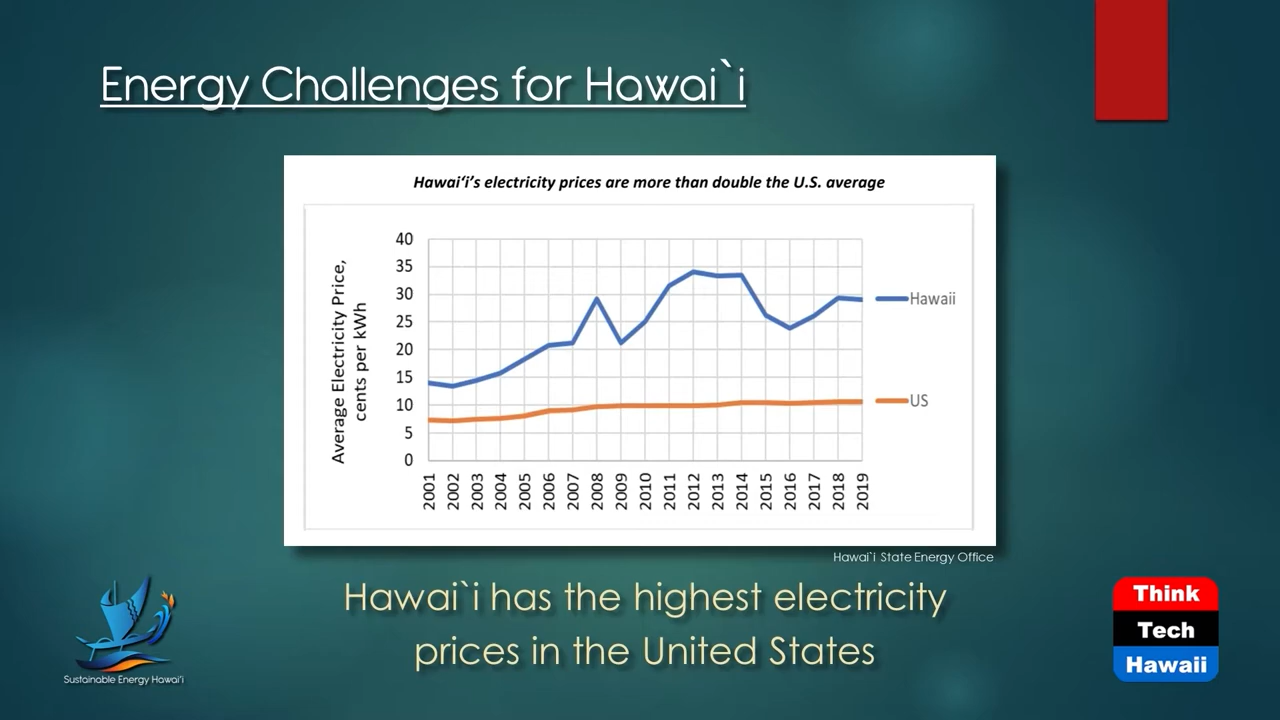 Energy Challenges for Hawai`i
Hawai‘i’s electricity prices are more than double the U.S. average
Average Electricity Price,
cents per kWh
40
35
30
25
20
15
10
5
0
Hawaii
US
2001 2002 2003 2004 2005 2006 2007 2008 2009 2010 2011 2012 2013 2014 2015 2016 2017 2018 2019
Hawai`i State Energy Office
Hawai`i has the highest electricity
prices in the United States
Sustainable Energy Hawai'i
Think
Tech
Hawaii